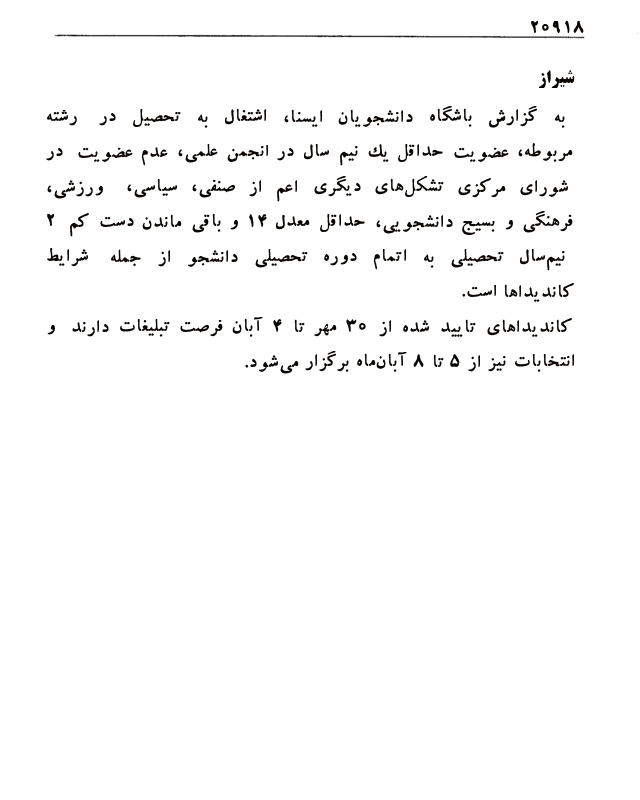 ۲۰۹۱۸
شیراز
به گزارش باشگاه دانشجویان ایسنا، اشتغال به تحصیل در رشته
مربوطه، عضویت حداقل یك نیم سال در انجمن علمی، عدم عضویت در
شورای مرکزی تشکل‌های دیگری اعم از صنفی، سیاسی، ورزشی،
فرهنگی و بسیج دانشجویی، حداقل معدل ۱۴ و باقی ماندن دست کم ۲
نیم‌سال تحصیلی به اتمام دوره تحصیلی دانشجو از جمله شرایط
کاندیداها است.
کاندیداهای تایید شده از ۳۰ مهر تا ۴ آبان فرصت تبلیغات دارند و
انتخابات نیز از ۵ تا ۸ آبان‌ماه برگزار می‌شود.